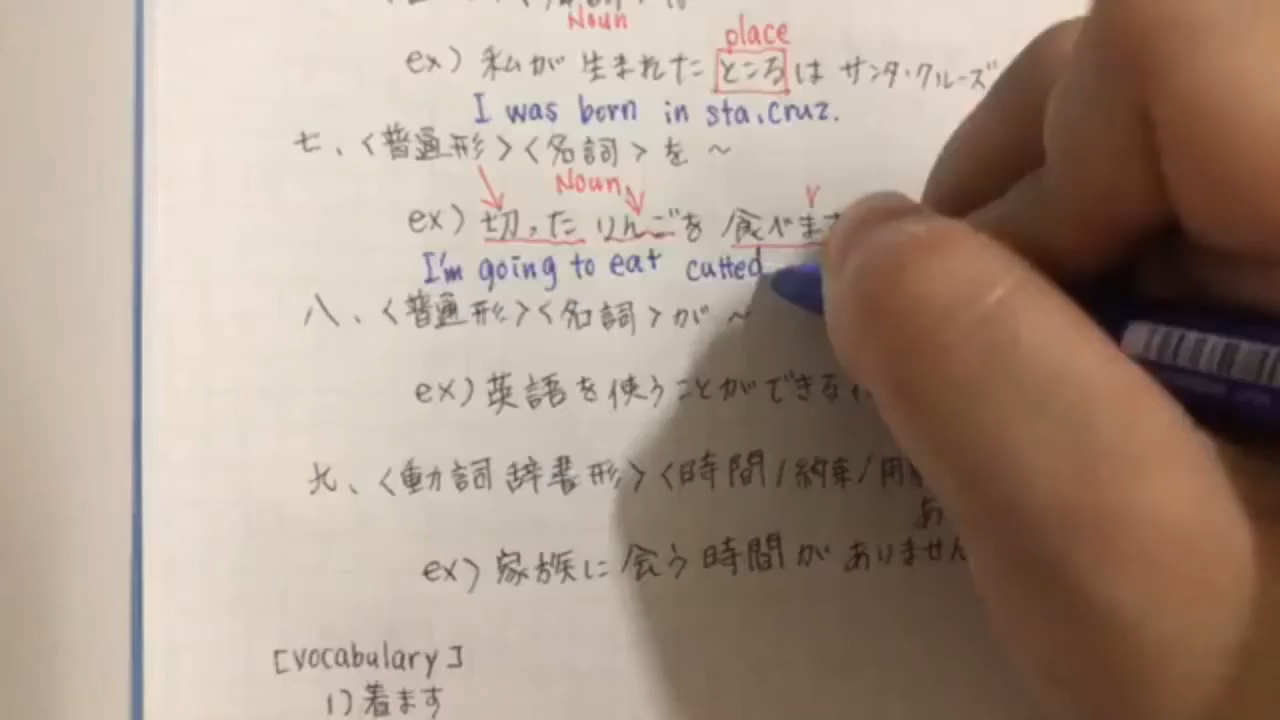 Noun
place
ex) 私が 生まれた ところ は サンタ・クルーズ
I was born in sta.cruz.
七、<普通形><名詞>を~
Noun
V
ex) 切った りんごを 食べます
I'm going to eat cutted
八、<普通形><名詞>が~
ex) 英語を使うことができる
九、<動詞 辞書形><時間/約束/用
あ
ex) 家族に 会う 時間が ありません
[vocabulary]
1) 着ます